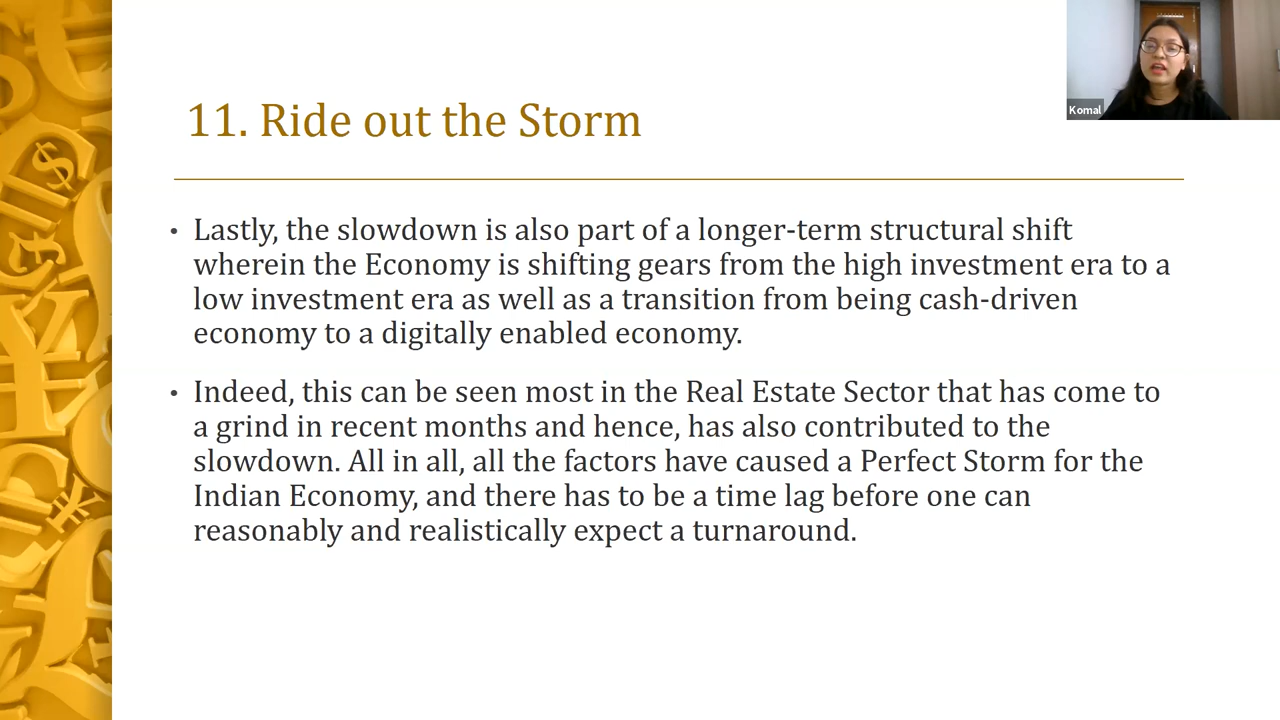 11. Ride out the Storm
Komal
• Lastly, the slowdown is also part of a longer-term structural shift
wherein the Economy is shifting gears from the high investment era to a
low investment era as well as a transition from being cash-driven
economy to a digitally enabled economy.
• Indeed, this can be seen most in the Real Estate Sector that has come to
a grind in recent months and hence, has also contributed to the
slowdown. All in all, all the factors have caused a Perfect Storm for the
Indian Economy, and there has to be a time lag before one can
reasonably and realistically expect a turnaround.